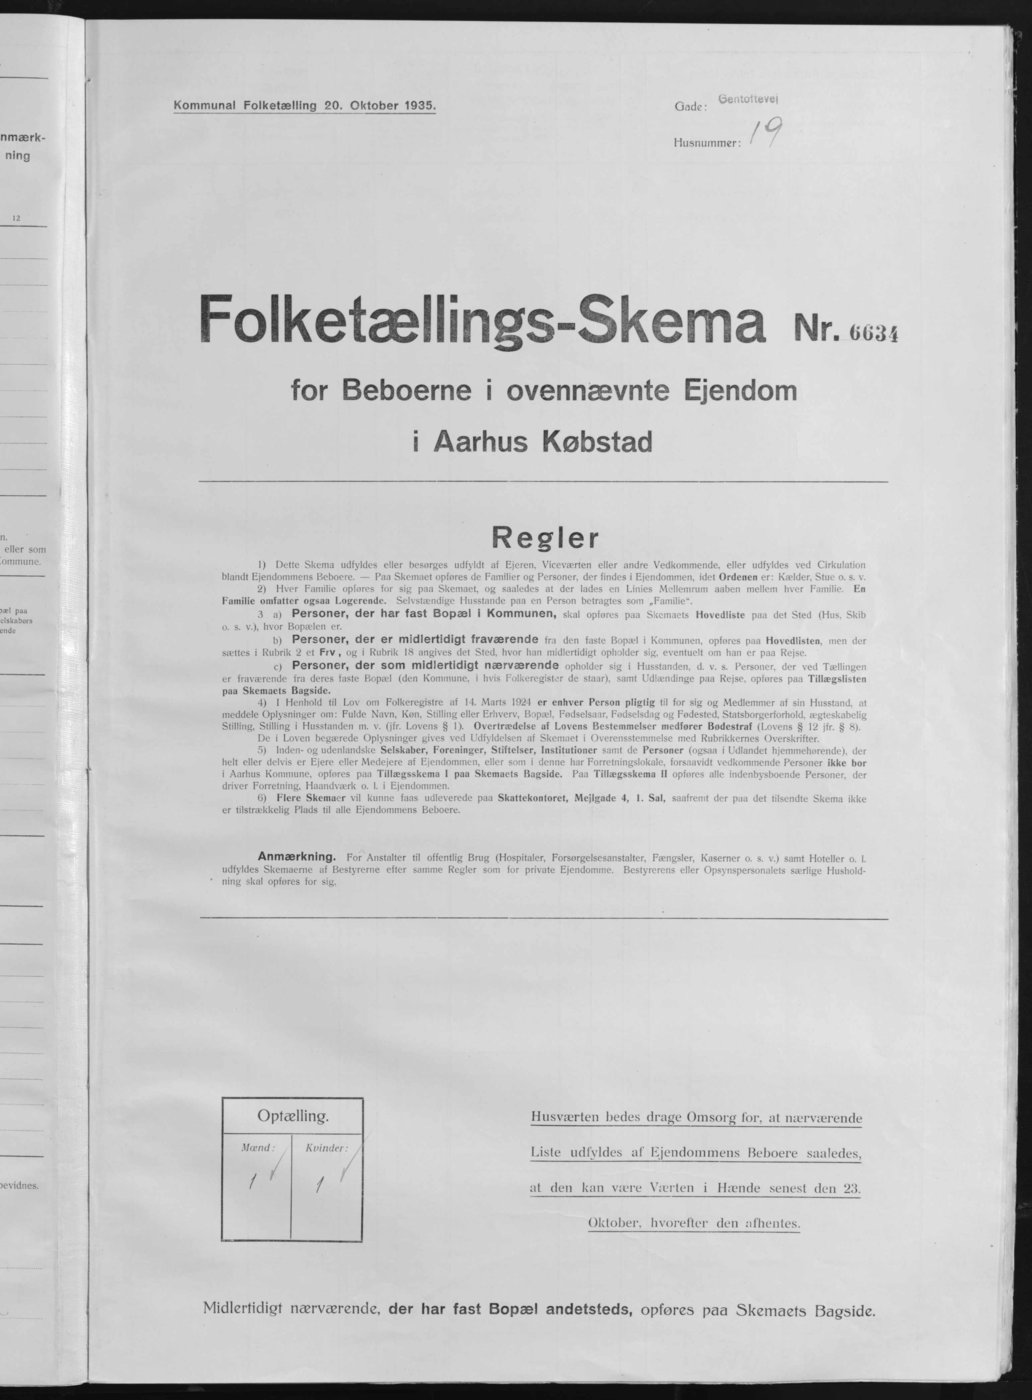 nmærk-
ning
12
n.
eller som
Kommune.
pæl paa
elskabers
ende
bevidnes.
Kommunal Folketælling 20. Oktober 1935.
Gade: Gentoftevej
Husnummer: 19
Folketællings-Skema Nr. 6634
for Beboerne i ovennævnte Ejendom
i Aarhus Købstad
Regler
1) Dette Skema udfyldes eller besørges udfyldt af Ejeren, Viceværten eller andre Vedkommende, eller udfyldes ved Cirkulation
blandt Ejendommens Beboere. — Paa Skemaet opføres de Familier og Personer, der findes i Ejendommen, idet Ordenen er: Kælder, Stue o. s. v.
2) Hver Familie opføres for sig paa Skemaet, og saaledes at der lades en Linies Mellemrum aaben mellem hver Familie. En
Familie omfatter ogsaa Logerende. Selvstændige Husstande paa en Person betragtes som „Familie“.
3 a) Personer, der har fast Bopæl i Kommunen, skal opføres paa Skemaets Hovedliste paa det Sted (Hus, Skib
o. s. v.), hvor Bopælen er.
b) Personer, der er midlertidigt fraværende fra den faste Bopæl i Kommunen, opføres paa Hovedlisten, men der
sættes i Rubrik 2 et Frv, og i Rubrik 18 angives det Sted, hvor han midlertidigt opholder sig, eventuelt om han er paa Rejse.
c) Personer, der som midlertidigt nærværende opholder sig i Husstanden, d. v. s. Personer, der ved Tællingen
er fraværende fra deres faste Bopæl (den Kommune, i hvis Folkeregister de staar), samt Udlændinge paa Rejse, opføres paa Tillægslisten
paa Skemaets Bagside.
4) I Henhold til Lov om Folkeregistre af 14. Marts 1924 er enhver Person pligtig til for sig og Medlemmer af sin Husstand, at
meddele Oplysninger om: Fulde Navn, Køn, Stilling eller Erhverv, Bopæl, Fødselsaar, Fødselsdag og Fødested, Statsborgerforhold, ægteskabelig
Stilling, Stilling i Husstanden m. v. (jfr. Lovens § 1). Overtrædelse af Lovens Bestemmelser medfører Bødestraf (Lovens § 12 jfr. § 8).
De i Loven begærede Oplysninger gives ved Udfyldelsen af Skemaet i Overensstemmelse med Rubrikkernes Overskrifter.
5) Inden- og udenlandske Selskaber, Foreninger, Stiftelser, Institutioner samt de Personer (ogsaa i Udlandet hjemmehørende), der
helt eller delvis er Ejere eller Medejere af Ejendommen, eller som i denne har Forretningslokale, forsaavidt vedkommende Personer ikke bor
i Aarhus Kommune, opføres paa Tillægsskema I paa Skemaets Bagside. Paa Tillægsskema II opføres alle indenbysboende Personer, der
driver Forretning, Haandværk o. l. i Ejendommen.
6) Flere Skemaer vil kunne faas udleverede paa Skattekontoret, Mejlgade 4, 1. Sal, saafremt der paa det tilsendte Skema ikke
er tilstrækkelig Plads til alle Ejendommens Beboere.
Anmærkning. For Anstalter til offentlig Brug (Hospitaler, Forsørgelsesanstalter, Fængsler, Kaserner o. s. v.) samt Hoteller o. l.
udfyldes Skemaerne af Bestyrerne efter samme Regler som for private Ejendomme. Bestyrerens eller Opsynspersonalets særlige Hushold-
ning skal opføres for sig.
Optælling.
Mænd: Kvinder:
1 1
Husværten bedes drage Omsorg for, at nærværende
Liste udfyldes af Ejendommens Beboere saaledes,
at den kan være Værten i Hænde senest den 23.
Oktober, hvorefter den afhentes.
Midlertidigt nærværende, der har fast Bopæl andetsteds, opføres paa Skemaets Bagside.